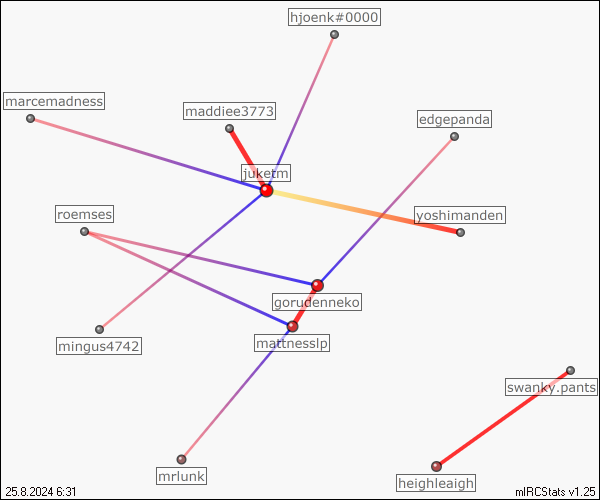 hjoenk#0000
marcemadness
maddiee3773
edgepanda
juketm
roemses
yoshimanden
gorudenneko
mingus4742
mattnesslp
swanky.pants
mrlunk
heighleaigh
25.8.2024 6:31
mIRCStats v1.25